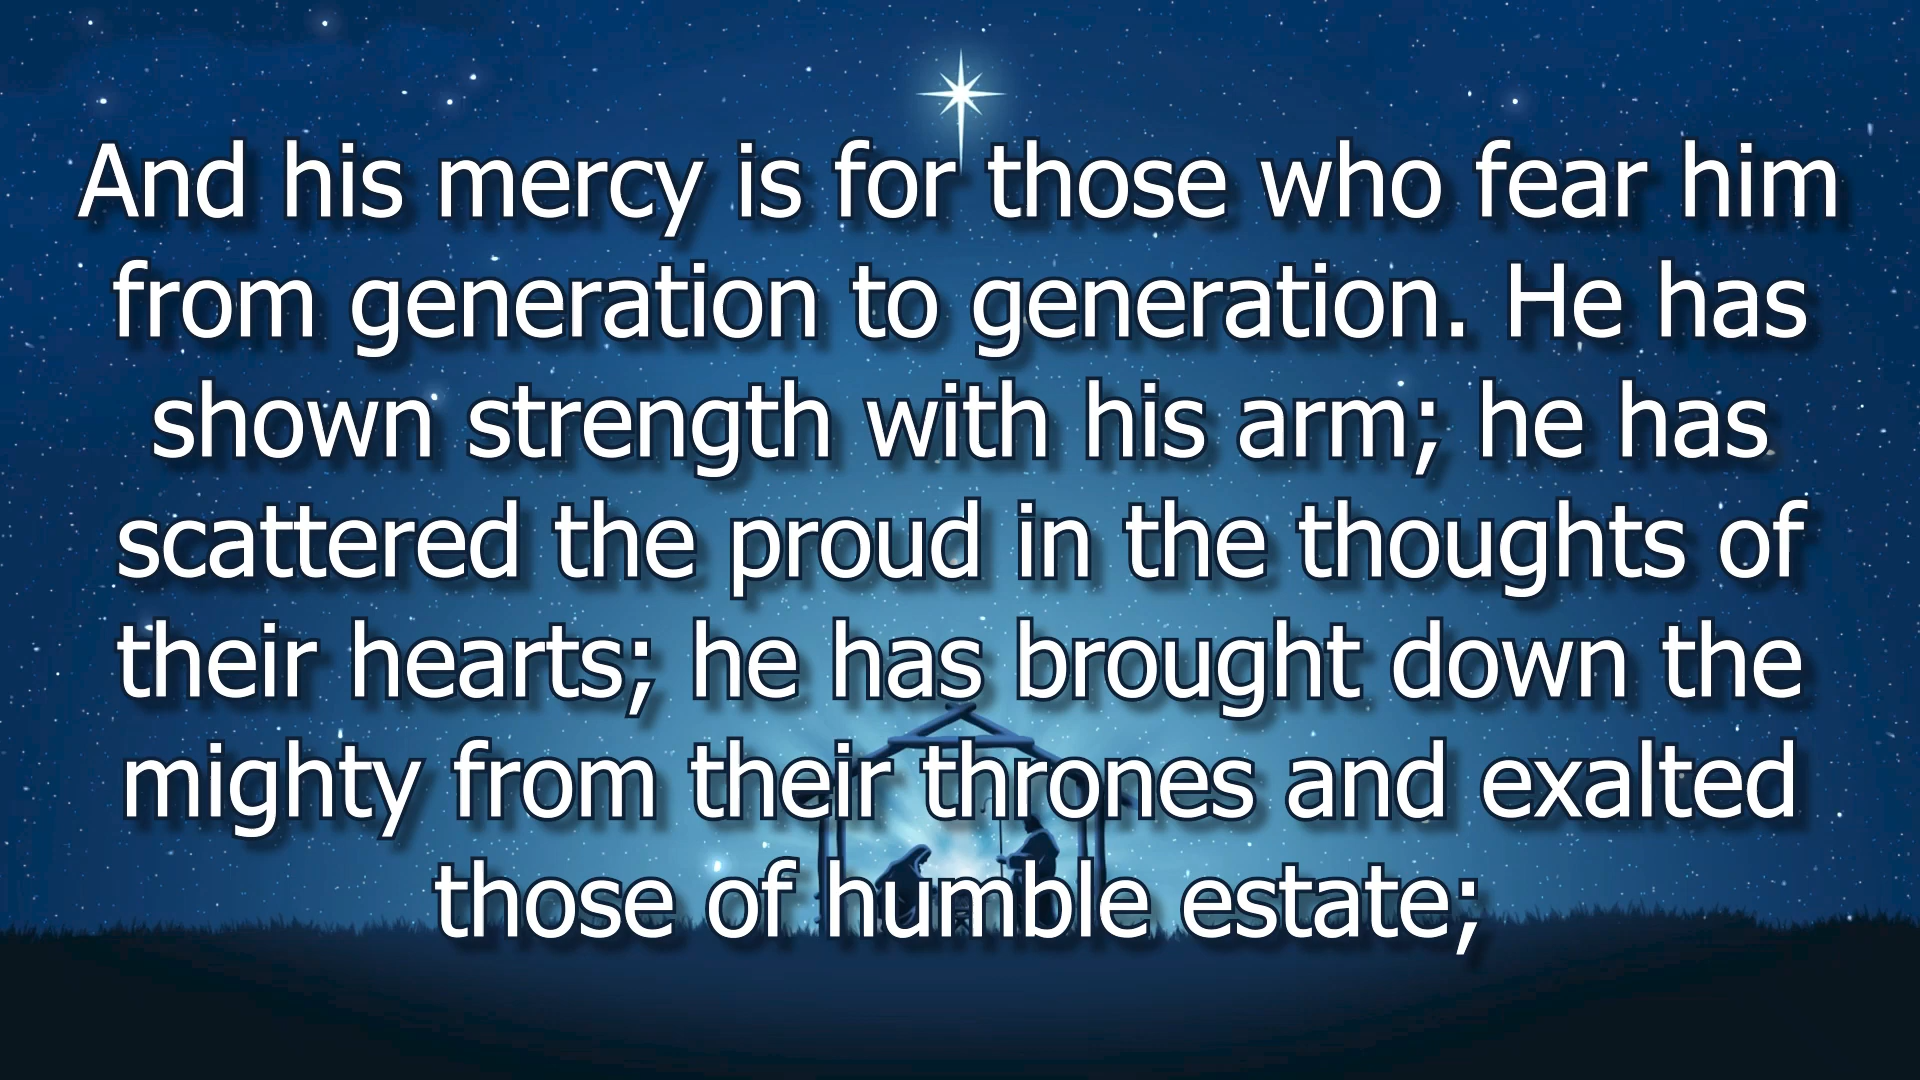 And his mercy is for those who fear him
from generation to generation. He has
shown strength with his arm; he has
scattered the proud in the thoughts of
their hearts; he has brought down the
mighty from their thrones and exalted
those of humble estate;